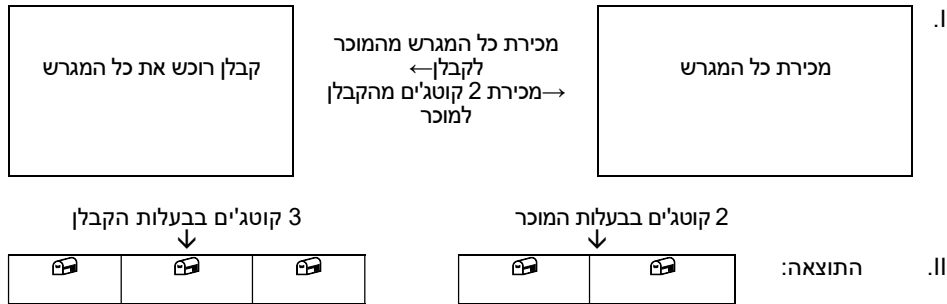 I.
מכירת כל המגרש
מכירת כל המגרש מהמוכר
לקבלן←
→מכירת 2 קוטג'ים מהקבלן
למוכר
קבלן רוכש את כל המגרש
2 קוטג'ים בבעלות המוכר
3 קוטג'ים בבעלות הקבלן
II. התוצאה: